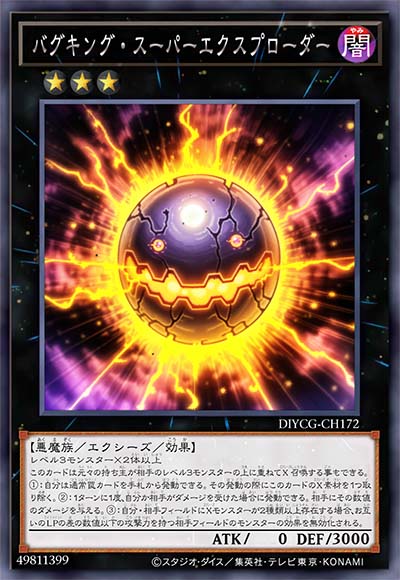 バグキング・スーパーエクスプローダー
闇
やみ
DIYCG-CH172
【悪魔族／エクシーズ／効果】
レベル3モンスター×2体以上
このカードは元々の持ち主が相手のレベル3モンスターの上に重ねてX召喚する事もできる。
①：自分は通常罠カードを手札から発動できる。その発動の際にこのカードのX素材を1つ取
り除く。②：1ターンに1度、自分か相手がダメージを受けた場合に発動できる。相手にその数値
のダメージを与える。③：自分・相手フィールドにXモンスターが2種類以上存在する場合、お互
いのLPの差の数値以下の攻撃力を持つ相手フィールドのモンスターの効果を無効化される。
ATK/ 0 DEF/3000
49811399
©スタジオ・ダイス／集英社・テレビ東京・KONAMI